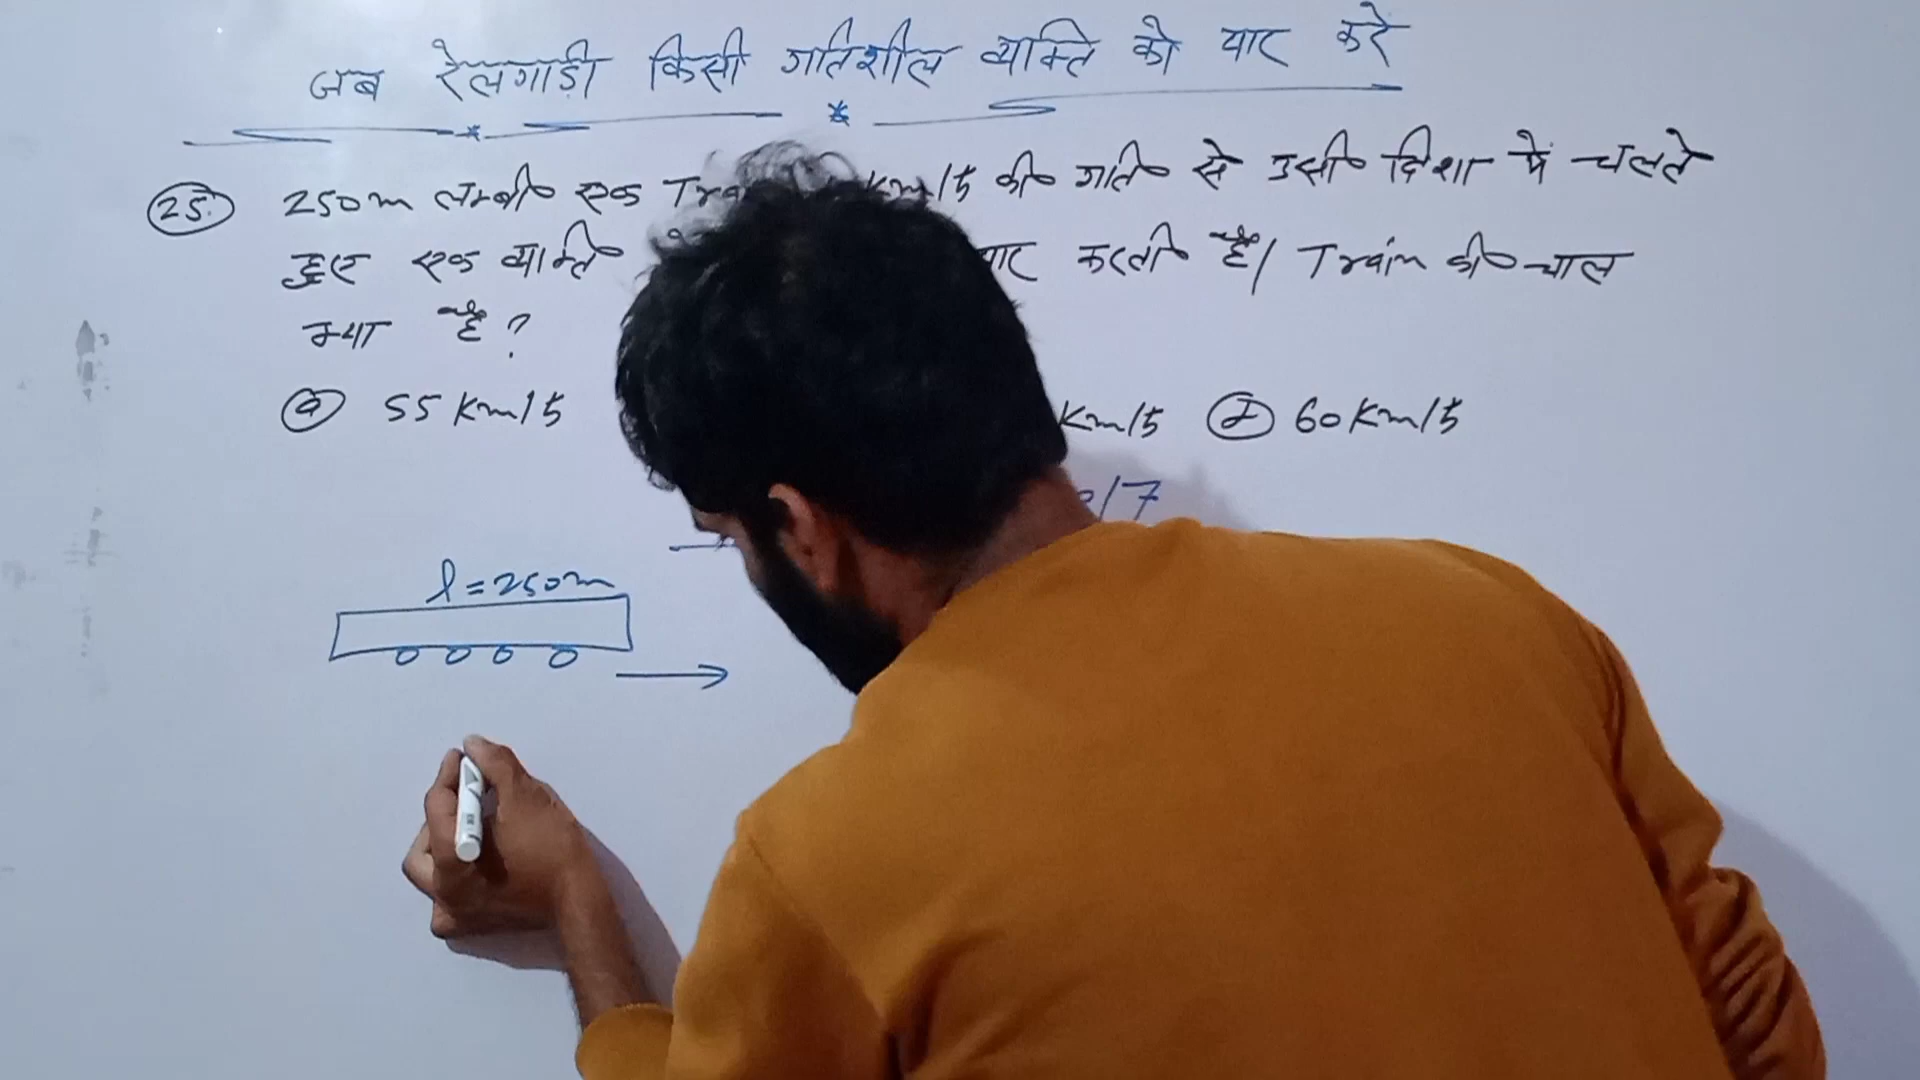 जब रेलगाड़ी किसी गतिशील व्यक्ति को पार करे
25. 250m लम्बी एक Km/h की गति से उसी दिशा में चलते
हुए एक व्यक्ति पार करती है। Train की चाल
क्या है?
a 55 Km/h Km/h d 60 Km/h
/7
l = 250m